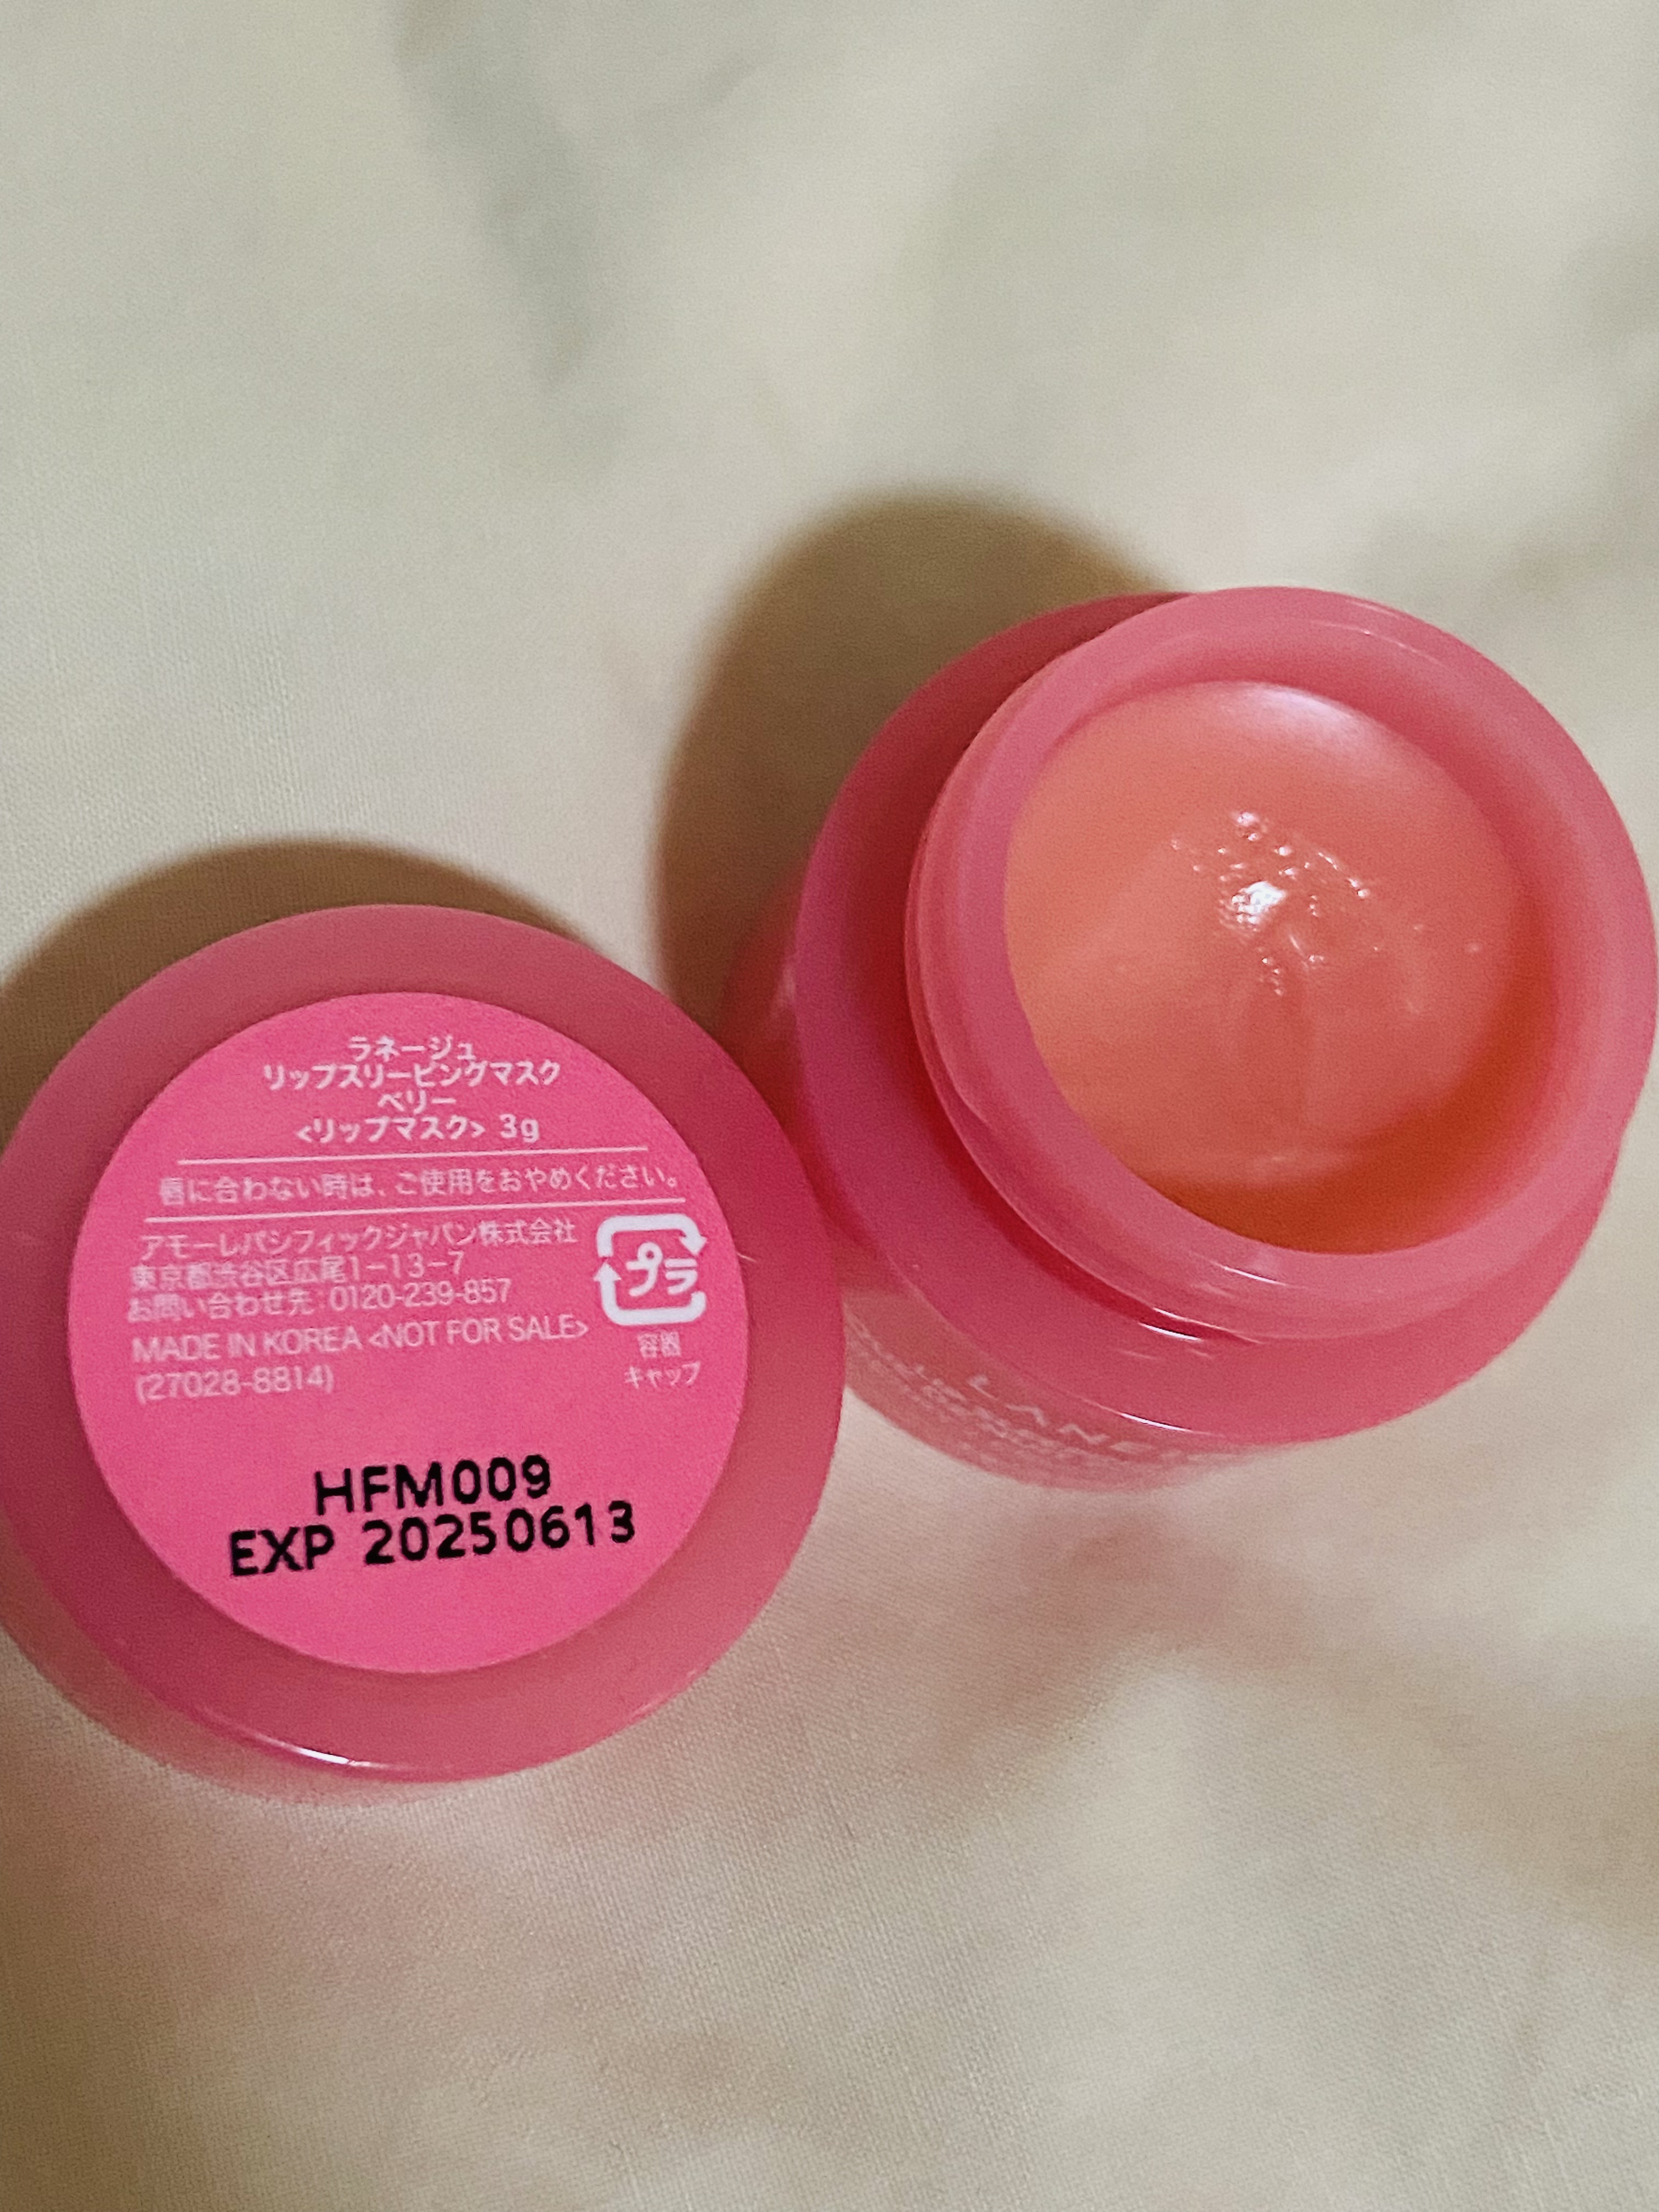 ラネージュ
リップスリーピングマスク
ベリー
<リップマスク> 3g
唇に合わない時は、ご使用をおやめください。
アモーレパシフィックジャパン株式会社
東京都渋谷区広尾1-13-7
お問い合わせ先:0120-239-857
MADE IN KOREA <NOT FOR SALE>
(27028-8814)
プラ
容器
キャップ
HFM009
EXP 20250613